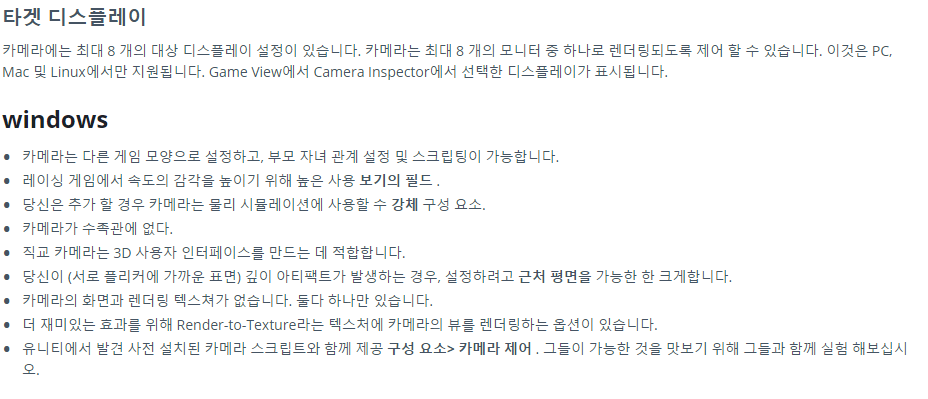 타겟 디스플레이
카메라에는 최대 8 개의 대상 디스플레이 설정이 있습니다. 카메라는 최대 8 개의 모니터 중 하나로 렌더링되도록 제어 할 수 있습니다. 이것은 PC,
Mac 및 Linux에서만 지원됩니다. Game View에서 Camera Inspector에서 선택한 디스플레이가 표시됩니다.
windows
• 카메라는 다른 게임 모양으로 설정하고, 부모 자녀 관계 설정 및 스크립팅이 가능합니다.
• 레이싱 게임에서 속도의 감각을 높이기 위해 높은 사용 보기의 필드 .
• 당신은 추가 할 경우 카메라는 물리 시뮬레이션에 사용할 수 강체 구성 요소.
• 카메라가 수족관에 없다.
• 직교 카메라는 3D 사용자 인터페이스를 만드는 데 적합합니다.
• 당신이 (서로 플리커에 가까운 표면) 깊이 아티팩트가 발생하는 경우, 설정하려고 근처 평면을 가능한 한 크게합니다.
• 카메라의 화면과 렌더링 텍스쳐가 없습니다. 둘다 하나만 있습니다.
• 더 재미있는 효과를 위해 Render-to-Texture라는 텍스처에 카메라의 뷰를 렌더링하는 옵션이 있습니다.
• 유니티에서 발견 사전 설치된 카메라 스크립트와 함께 제공 구성 요소> 카메라 제어 . 그들이 가능한 것을 맛보기 위해 그들과 함께 실험 해보십시
오.